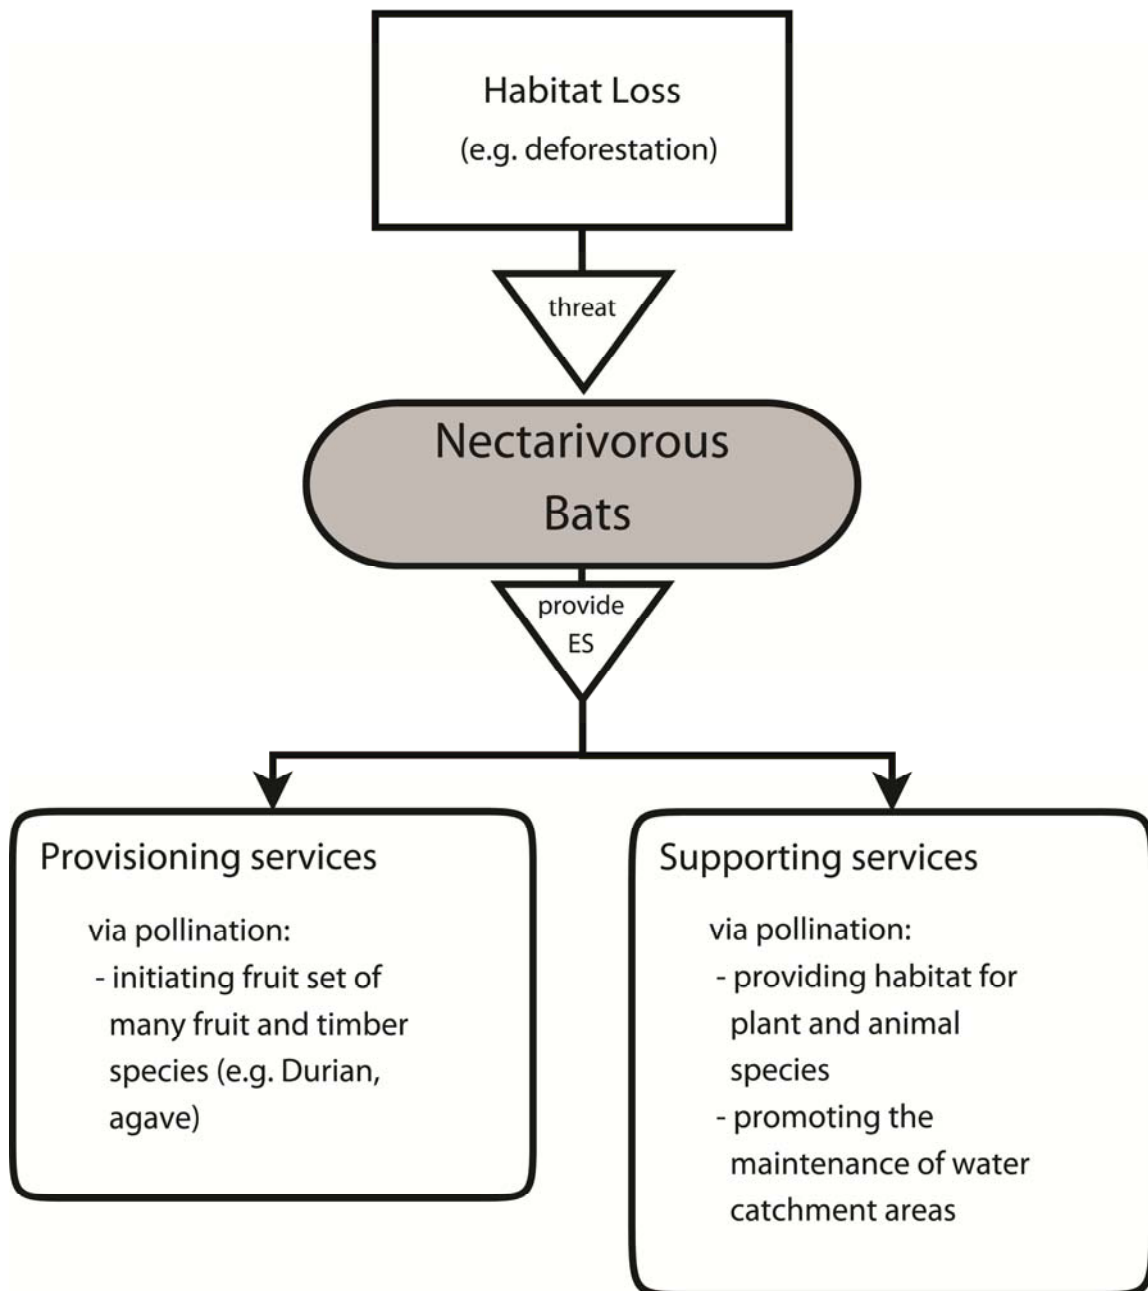 Habitat Loss
(e.g. deforestation)
threat
Nectarivorous
Bats
provide
ES
Provisioning services
via pollination:
- initiating fruit set of
many fruit and timber
species (e.g. Durian,
agave)
Supporting services
via pollination:
- providing habitat for
plant and animal
species
- promoting the
maintenance of water
catchment areas